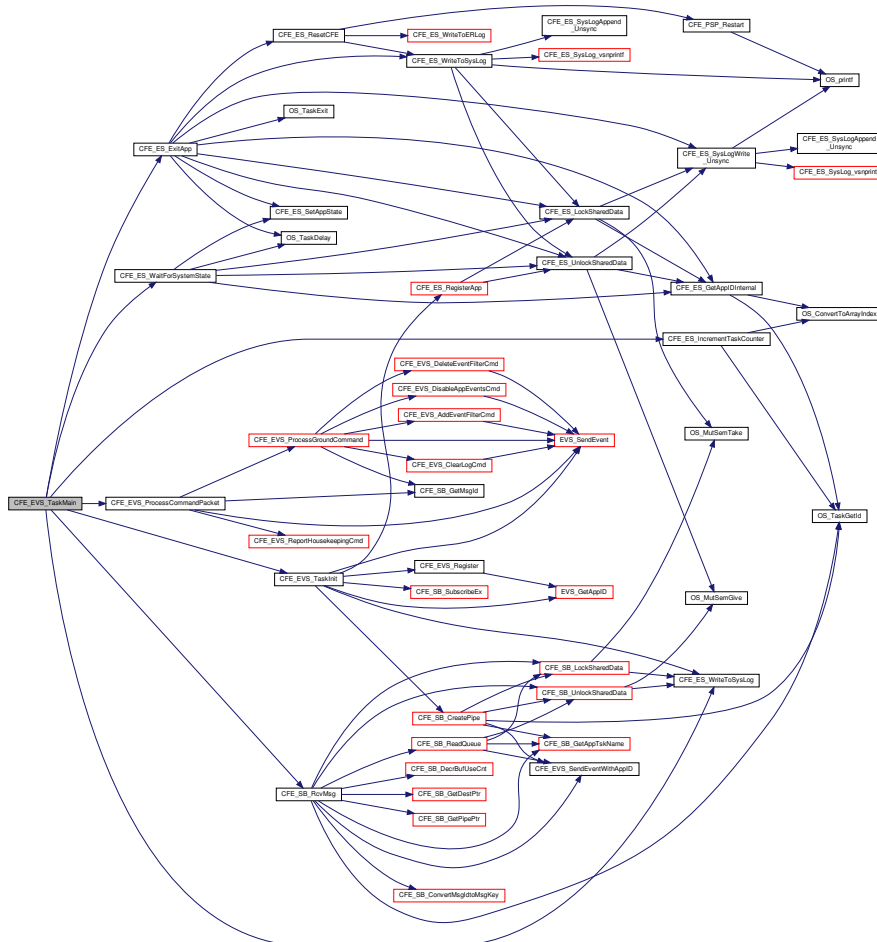 CFE_PSP_Restart
CFE_ES_SysLogAppend
_Unsync
CFE_ES_ResetCFE
CFE_ES_WriteToERLog
CFE_ES_WriteToSysLog
CFE_ES_SysLog_vsnprintf
OS_printf
OS_TaskExit
CFE_ES_ExitApp
CFE_ES_SysLogWrite
_Unsync
CFE_ES_SysLogAppend
_Unsync
CFE_ES_SysLog_vsnprintf
CFE_ES_SetAppState
CFE_ES_LockSharedData
OS_TaskDelay
CFE_ES_UnlockSharedData
CFE_ES_WaitForSystemState
CFE_ES_RegisterApp
CFE_ES_GetAppIDInternal
OS_ConvertToArrayIndex
CFE_ES_IncrementTaskCounter
CFE_EVS_DeleteEventFilterCmd
CFE_EVS_DisableAppEventsCmd
CFE_EVS_AddEventFilterCmd
CFE_EVS_ProcessGroundCommand
EVS_SendEvent
OS_MutSemTake
CFE_EVS_ClearLogCmd
CFE_SB_GetMsgId
CFE_EVS_TaskMain
CFE_EVS_ProcessCommandPacket
OS_TaskGetId
CFE_EVS_ReportHousekeepingCmd
CFE_EVS_Register
CFE_EVS_TaskInit
CFE_SB_SubscribeEx
EVS_GetAppID
OS_MutSemGive
CFE_SB_LockSharedData
CFE_ES_WriteToSysLog
CFE_SB_UnlockSharedData
CFE_SB_CreatePipe
CFE_SB_ReadQueue
CFE_SB_GetAppTskName
CFE_SB_DecrBufUseCnt
CFE_EVS_SendEventWithAppID
CFE_SB_RcvMsg
CFE_SB_GetDestPtr
CFE_SB_GetPipePtr
CFE_SB_ConvertMsgIdtoMsgKey